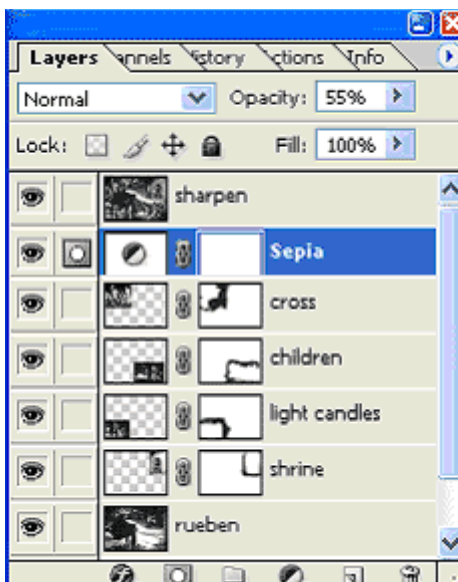 Layers annels istory ctions Info
Normal Opacity: 55%
Lock: Fill: 100%
sharpen
Sepia
cross
children
light candles
shrine
rueben